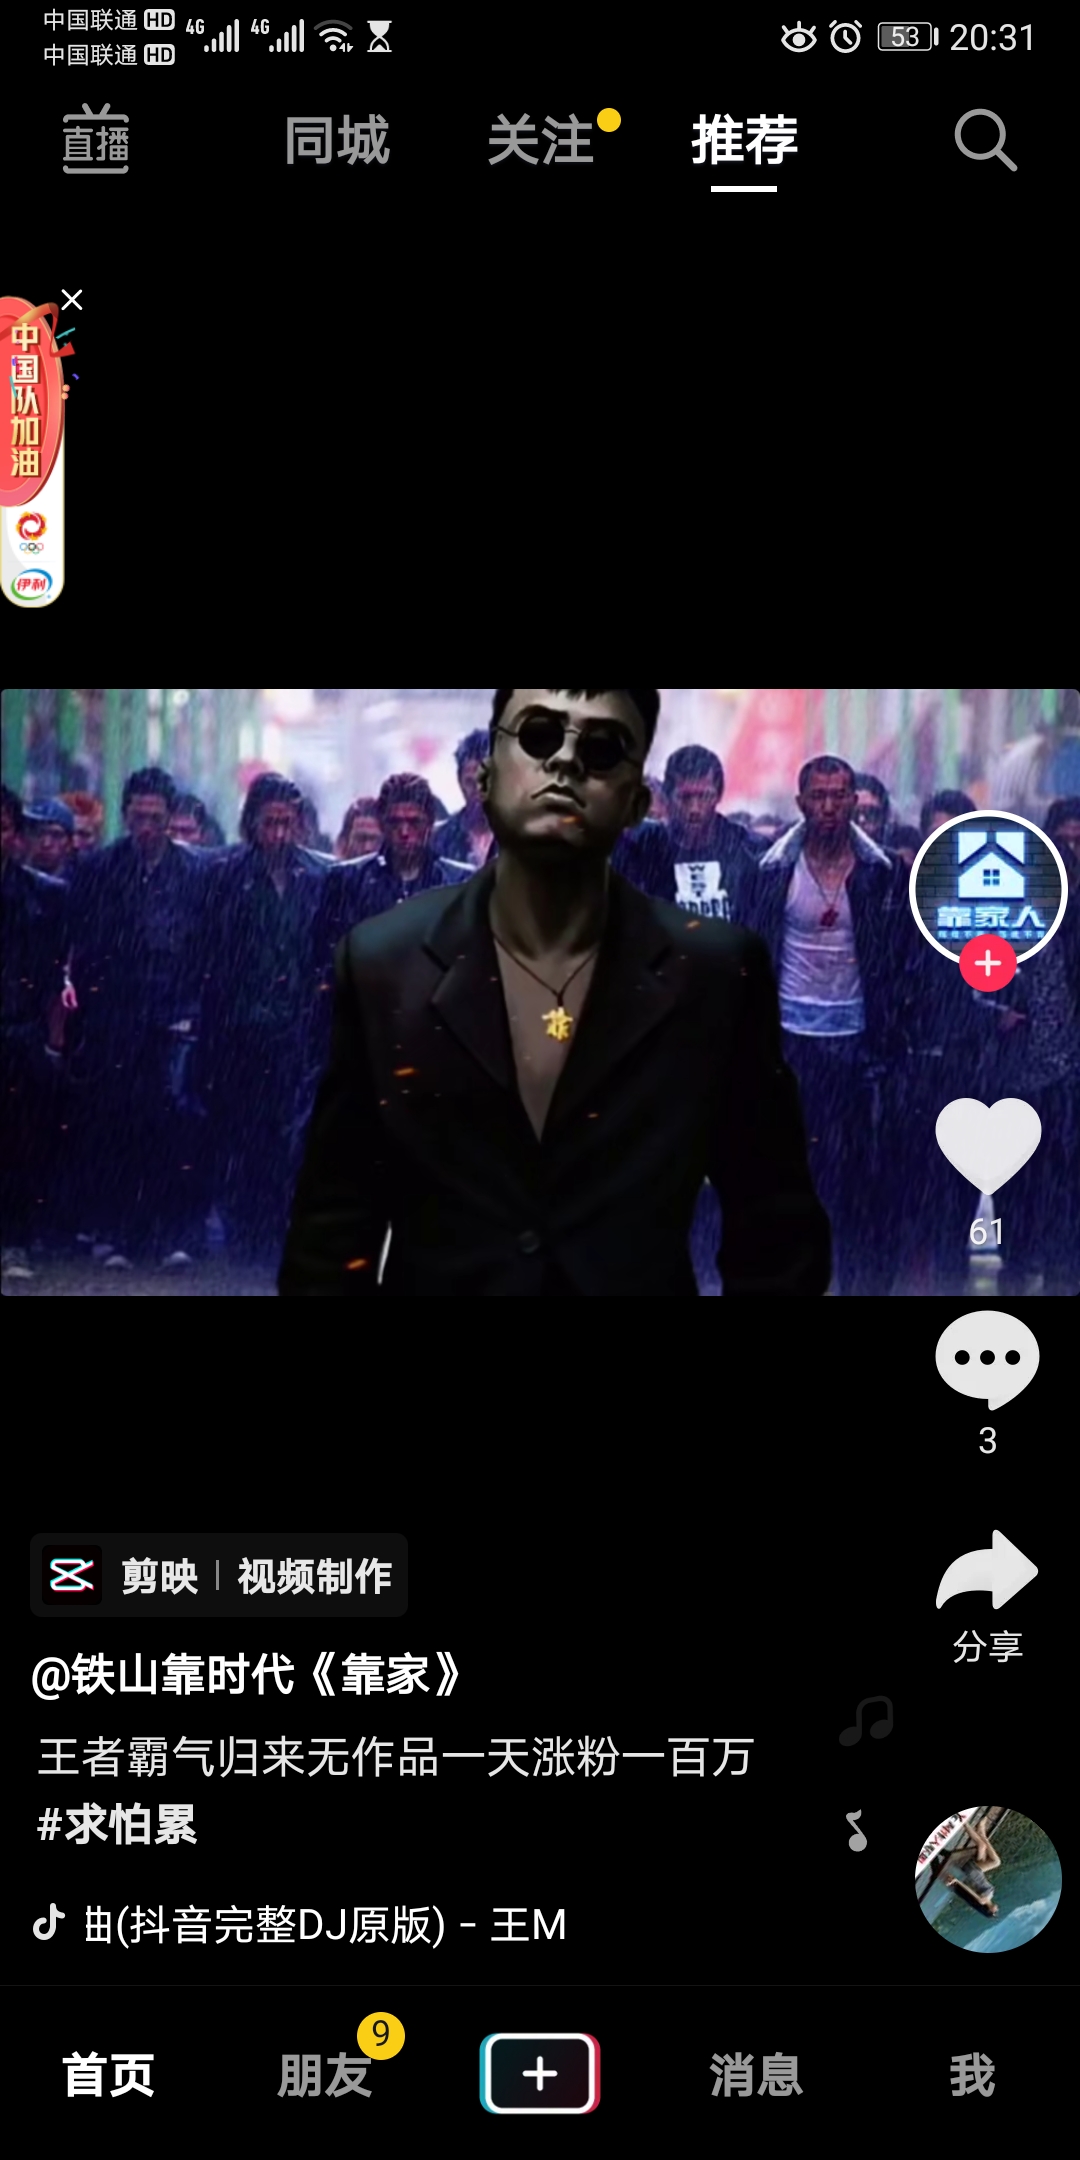 中国联通 HD 4G 4G
中国联通 HD
53 20:31
直播 同城 关注 推荐
中国队加油
伊利
靠家人
61
3
剪映 | 视频制作
分享
@铁山靠时代《靠家》
王者霸气归来无作品一天涨粉一百万
#求怕累
曲(抖音完整DJ原版) - 王M
首页 朋友 9 消息 我